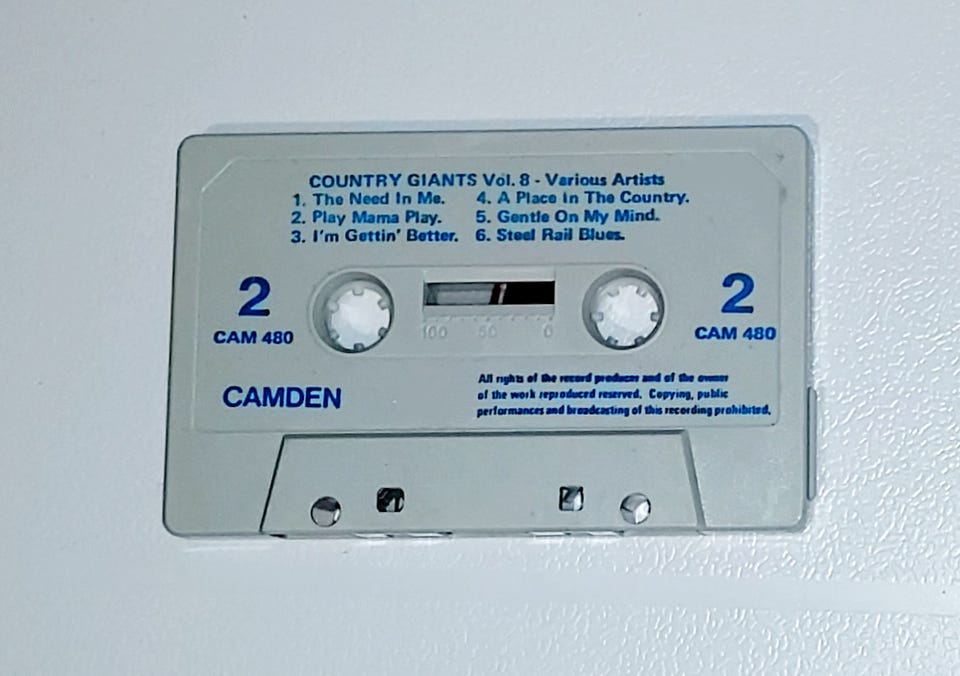 COUNTRY GIANTS Vol. 8 - Various Artists
1. The Need In Me. 4. A Place In The Country.
2. Play Mama Play. 5. Gentle On My Mind.
3. I'm Gettin' Better. 6. Steel Rail Blues.
2 2
CAM 480 CAM 480
100 50 0
CAMDEN
All rights of the record producer and of the owner
of the work reproduced reserved. Copying, public
performances and broadcasting of this recording prohibited.